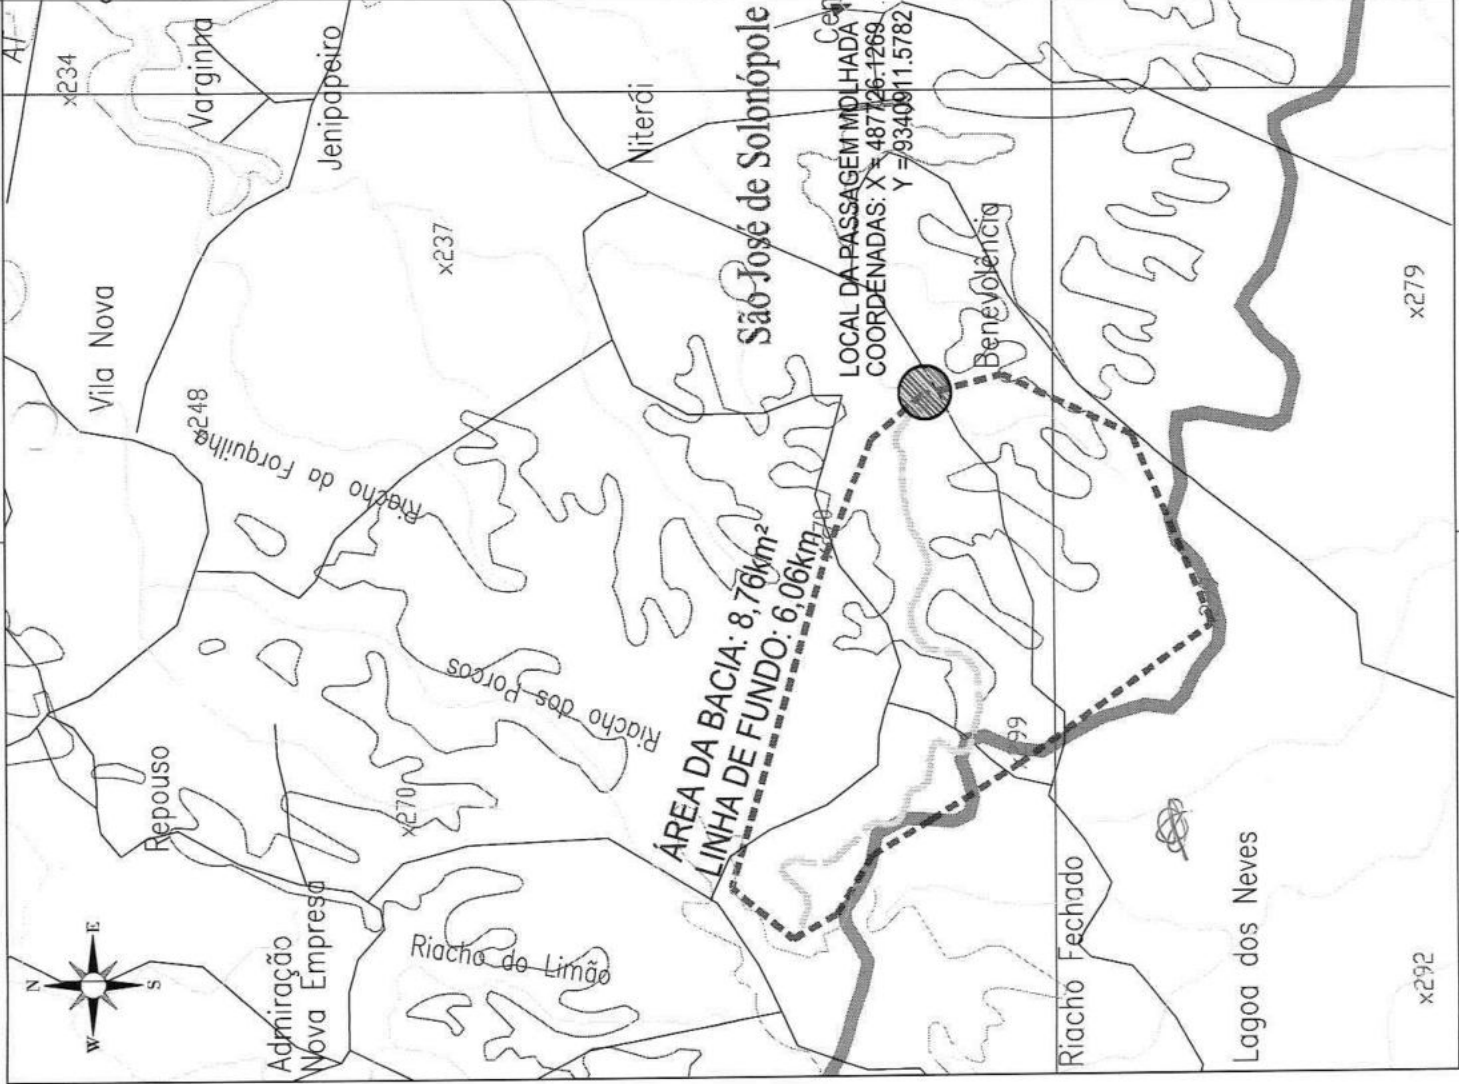 N
E
S
W
x234
Varginha
Jenipapeiro
Vila Nova
x237
Niterói
São José de Solonópole
LOCAL DA PASSAGEM MOLHADA
COORDENADAS: X = 487726.1269
Y = 9340911.5782
Benevolência
x248
Riacho da Forquilha
Riacho dos Porcos
Repouso
x270
ÁREA DA BACIA: 8,76km²
LINHA DE FUNDO: 6,06km
Admiração
Nova Empresa
Riacho do Limão
Riacho Fechado
Lagoa dos Neves
x279
x292